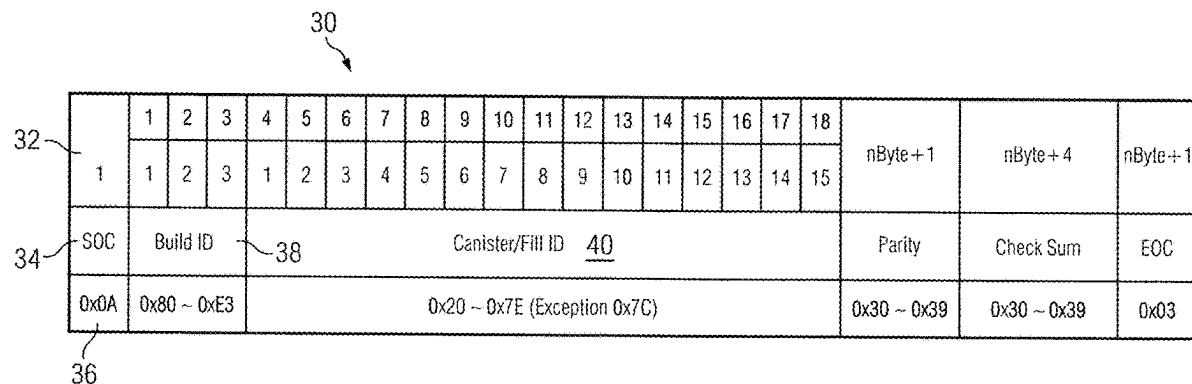 30
1 2 3 4 5 6 7 8 9 10 11 12 13 14 15 16 17 18
32
1 1 2 3 1 2 3 4 5 6 7 8 9 10 11 12 13 14 15 nByte+1 nByte+4 nByte+1
34 SOC Build ID 38 Canister/Fill ID 40 Parity Check Sum EOC
0x0A 0x80 ~ 0xE3 0x20 ~ 0x7E (Exception 0x7C) 0x30 ~ 0x39 0x30 ~ 0x39 0x03
36